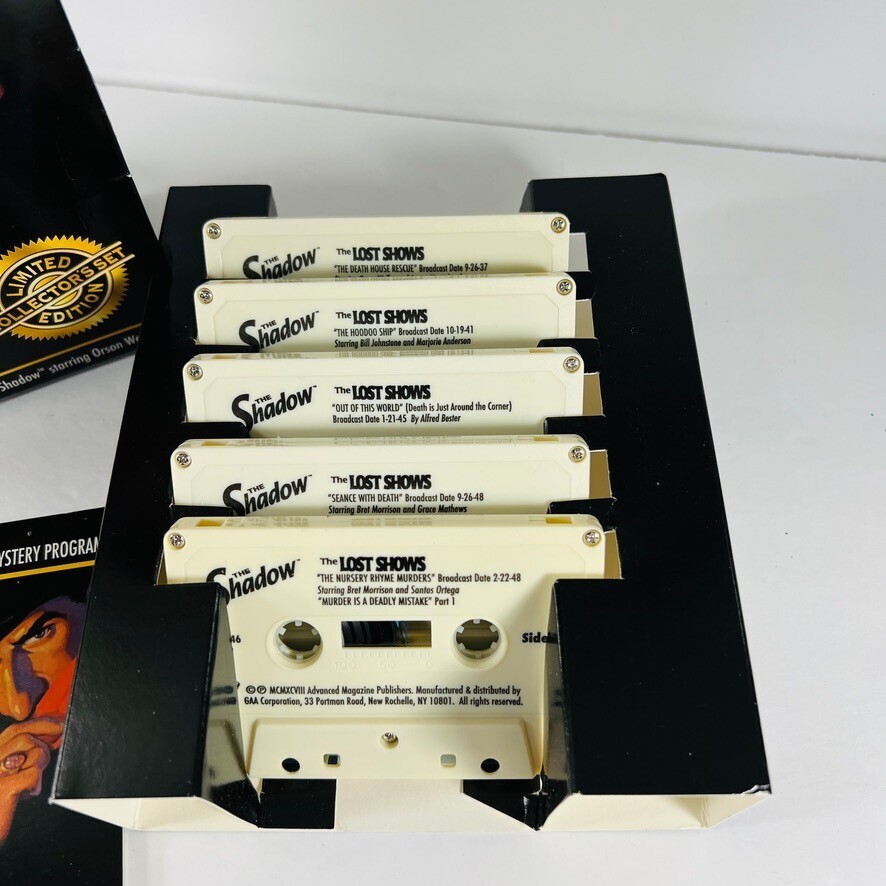 LIMITED
COLLECTOR'S SET
EDITION
Shadow™ starring Orson
MYSTERY
THE Shadow™
The LOST SHOWS
"THE DEATH HOUSE RESCUE" Broadcast Date 9-26-37
THE Shadow™
The LOST SHOWS
"THE HOODOO SHIP" Broadcast Date 10-19-41
Starring Bill Johnstone and Marjorie Anderson
THE Shadow™
The LOST SHOWS
"OUT OF THIS WORLD" (Death is Just Around the Corner)
Broadcast Date 1-21-45 By Alfred Bester
THE Shadow™
The LOST SHOWS
"SEANCE WITH DEATH" Broadcast Date 9-26-48
Starring Bret Morrison and Grace Mathews
THE Shadow™
The LOST SHOWS
"THE NURSERY RHYME MURDERS" Broadcast Date 2-22-48
Starring Bret Morrison and Santos Ortega
"MURDER IS A DEADLY MISTAKE" Part 1
46
Side
100 50 0
©℗ MCMXCVIII Advanced Magazine Publishers. Manufactured & distributed by
GAA Corporation, 33 Portman Road, New Rochelle, NY 10801. All rights reserved.